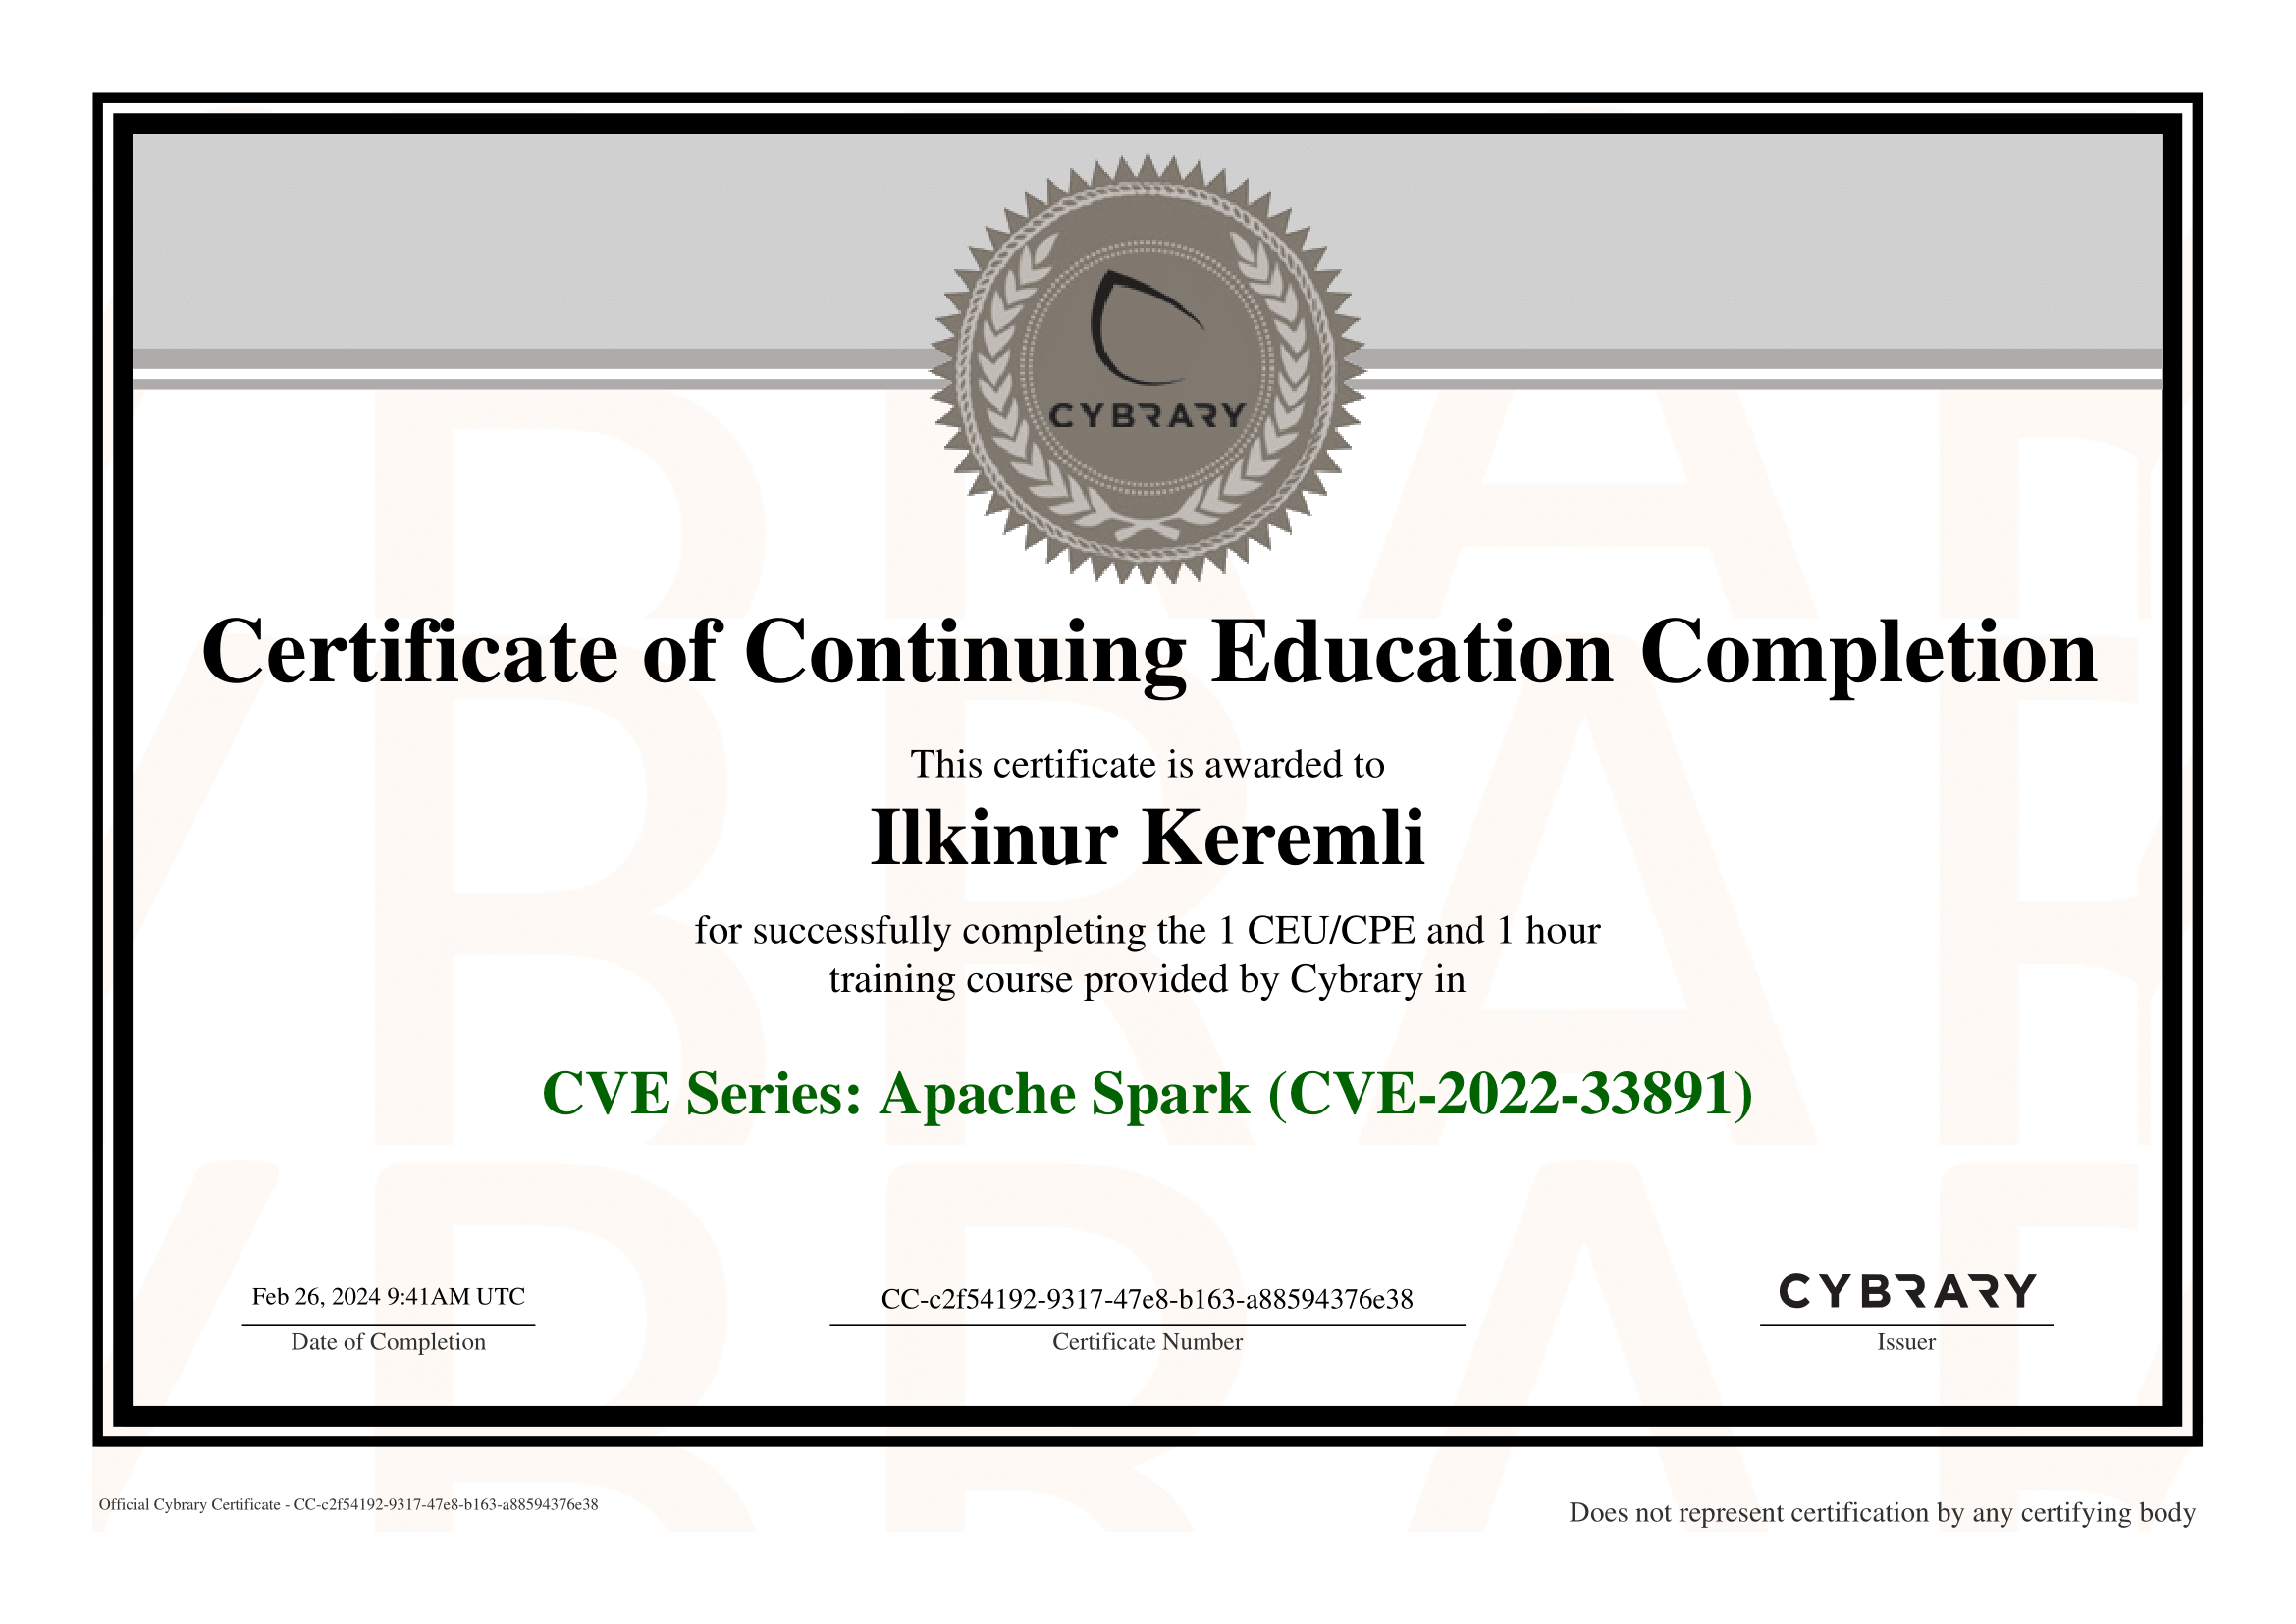 CYBRARY
Certificate of Continuing Education Completion
This certificate is awarded to
Ilkinur Keremli
for successfully completing the 1 CEU/CPE and 1 hour
training course provided by Cybrary in
CVE Series: Apache Spark (CVE-2022-33891)
Feb 26, 2024 9:41AM UTC
Date of Completion
CC-c2f54192-9317-47e8-b163-a88594376e38
Certificate Number
CYBRARY
Issuer
Official Cybrary Certificate - CC-c2f54192-9317-47e8-b163-a88594376e38
Does not represent certification by any certifying body